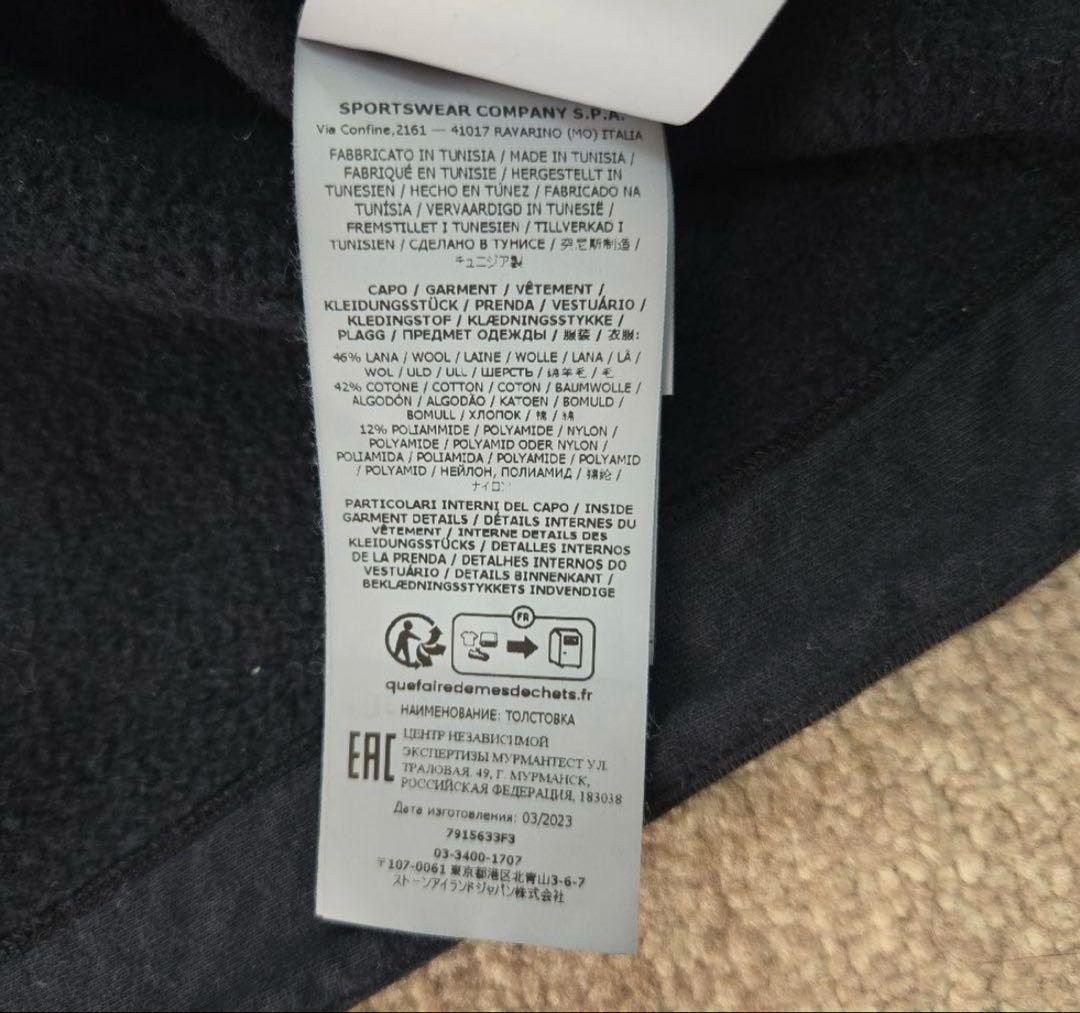 SPORTSWEAR COMPANY S.P.A.
Via Confine,2161 — 41017 RAVARINO (MO) ITALIA
FABBRICATO IN TUNISIA / MADE IN TUNISIA /
FABRIQUÉ EN TUNISIE / HERGESTELLT IN
TUNESIEN / HECHO EN TÚNEZ / FABRICADO NA
TUNÍSIA / VERVAARDIGD IN TUNESIË /
FREMSTILLET I TUNESIEN / TILLVERKAD I
TUNISIEN / СДЕЛАНО В ТУНИСЕ / 突尼斯制造 /
チュニジア製
CAPO / GARMENT / VÊTEMENT /
KLEIDUNGSSTÜCK / PRENDA / VESTUÁRIO /
KLEDINGSTOF / KLÆDNINGSSTYKKE /
PLAGG / ПРЕДМЕТ ОДЕЖДЫ / 服装 / 衣服:
46% LANA / WOOL / LAINE / WOLLE / LANA / LÃ /
WOL / ULD / ULL / ШЕРСТЬ / 绵羊毛 / 毛
42% COTONE / COTTON / COTON / BAUMWOLLE /
ALGODÓN / ALGODÃO / KATOEN / BOMULD /
BOMULL / ХЛОПОК / 棉 / 綿
12% POLIAMMIDE / POLYAMIDE / NYLON /
POLYAMIDE / POLYAMID ODER NYLON /
POLIAMIDA / POLIAMIDA / POLYAMIDE / POLYAMID
/ POLYAMID / НЕЙЛОН, ПОЛИАМИД / 锦纶 /
ナイロン
PARTICOLARI INTERNI DEL CAPO / INSIDE
GARMENT DETAILS / DÉTAILS INTERNES DU
VÊTEMENT / INTERNE DETAILS DES
KLEIDUNGSSTÜCKS / DETALLES INTERNOS
DE LA PRENDA / DETALHES INTERNOS DO
VESTUÁRIO / DETAILS BINNENKANT /
BEKLÆDNINGSSTYKKETS INDVENDIGE
FR
quefairedemesdechets.fr
НАИМЕНОВАНИЕ: ТОЛСТОВКА
EAC
ЦЕНТР НЕЗАВИСИМОЙ
ЭКСПЕРТИЗЫ МУРМАНТЕСТ УЛ.
ТРАЛОВАЯ, 49, Г. МУРМАНСК,
РОССИЙСКАЯ ФЕДЕРАЦИЯ, 183038
Дата изготовления: 03/2023
7915633F3
03-3400-1707
〒107-0061 東京都港区北青山3-6-7
ストーンアイランドジャパン株式会社